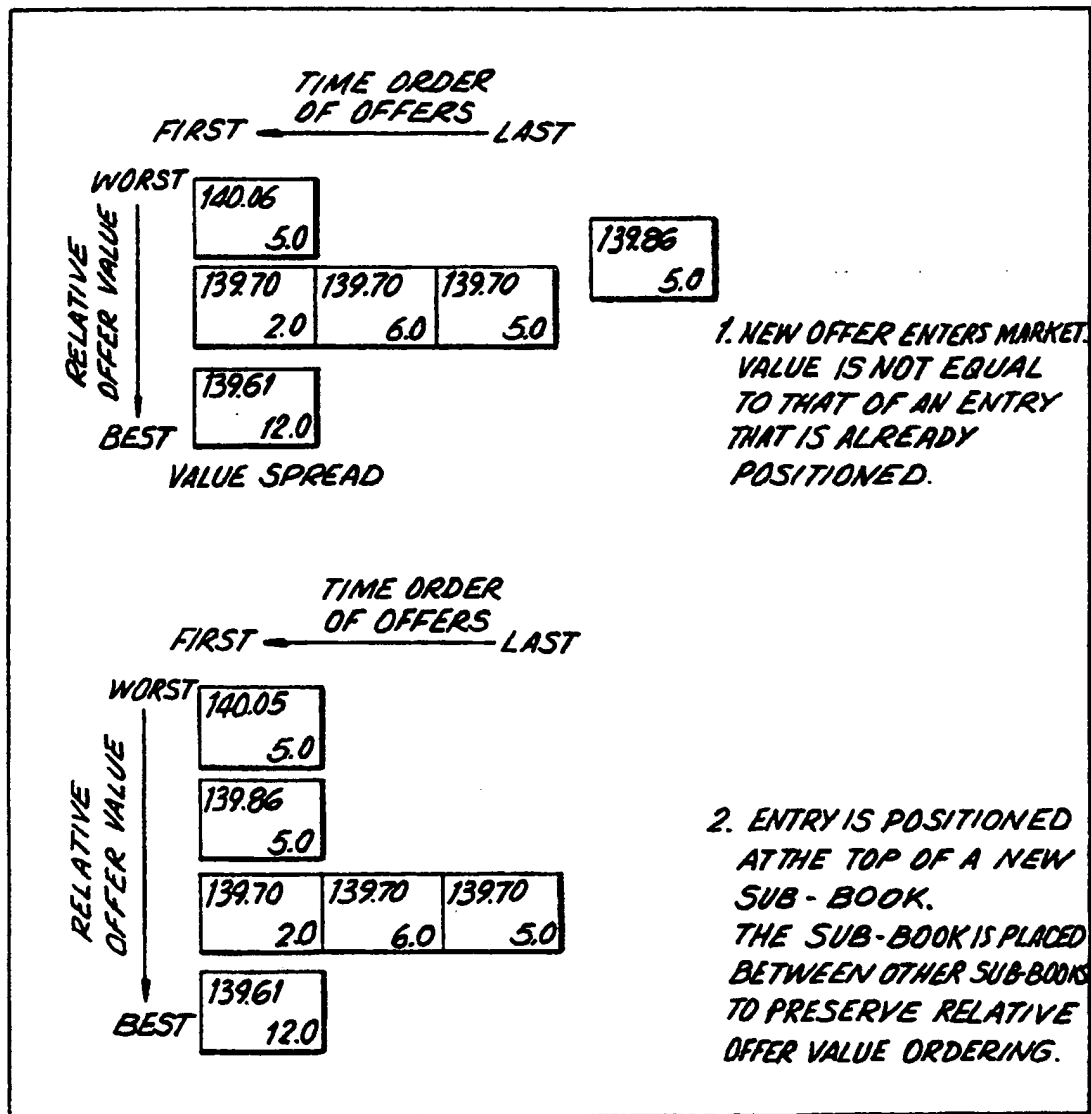 TIME ORDER
OF OFFERS
FIRST LAST
WORST
RELATIVE
OFFER VALUE
BEST
140.06
5.0
139.70 139.70 139.70
2.0 6.0 5.0
139.61
12.0
VALUE SPREAD
139.86
5.0
1. NEW OFFER ENTERS MARKET.
VALUE IS NOT EQUAL
TO THAT OF AN ENTRY
THAT IS ALREADY
POSITIONED.
TIME ORDER
OF OFFERS
FIRST LAST
WORST
RELATIVE
OFFER VALUE
BEST
140.05
5.0
139.86
5.0
139.70 139.70 139.70
2.0 6.0 5.0
139.61
12.0
2. ENTRY IS POSITIONED
AT THE TOP OF A NEW
SUB-BOOK.
THE SUB-BOOK IS PLACED
BETWEEN OTHER SUB-BOOKS
TO PRESERVE RELATIVE
OFFER VALUE ORDERING.